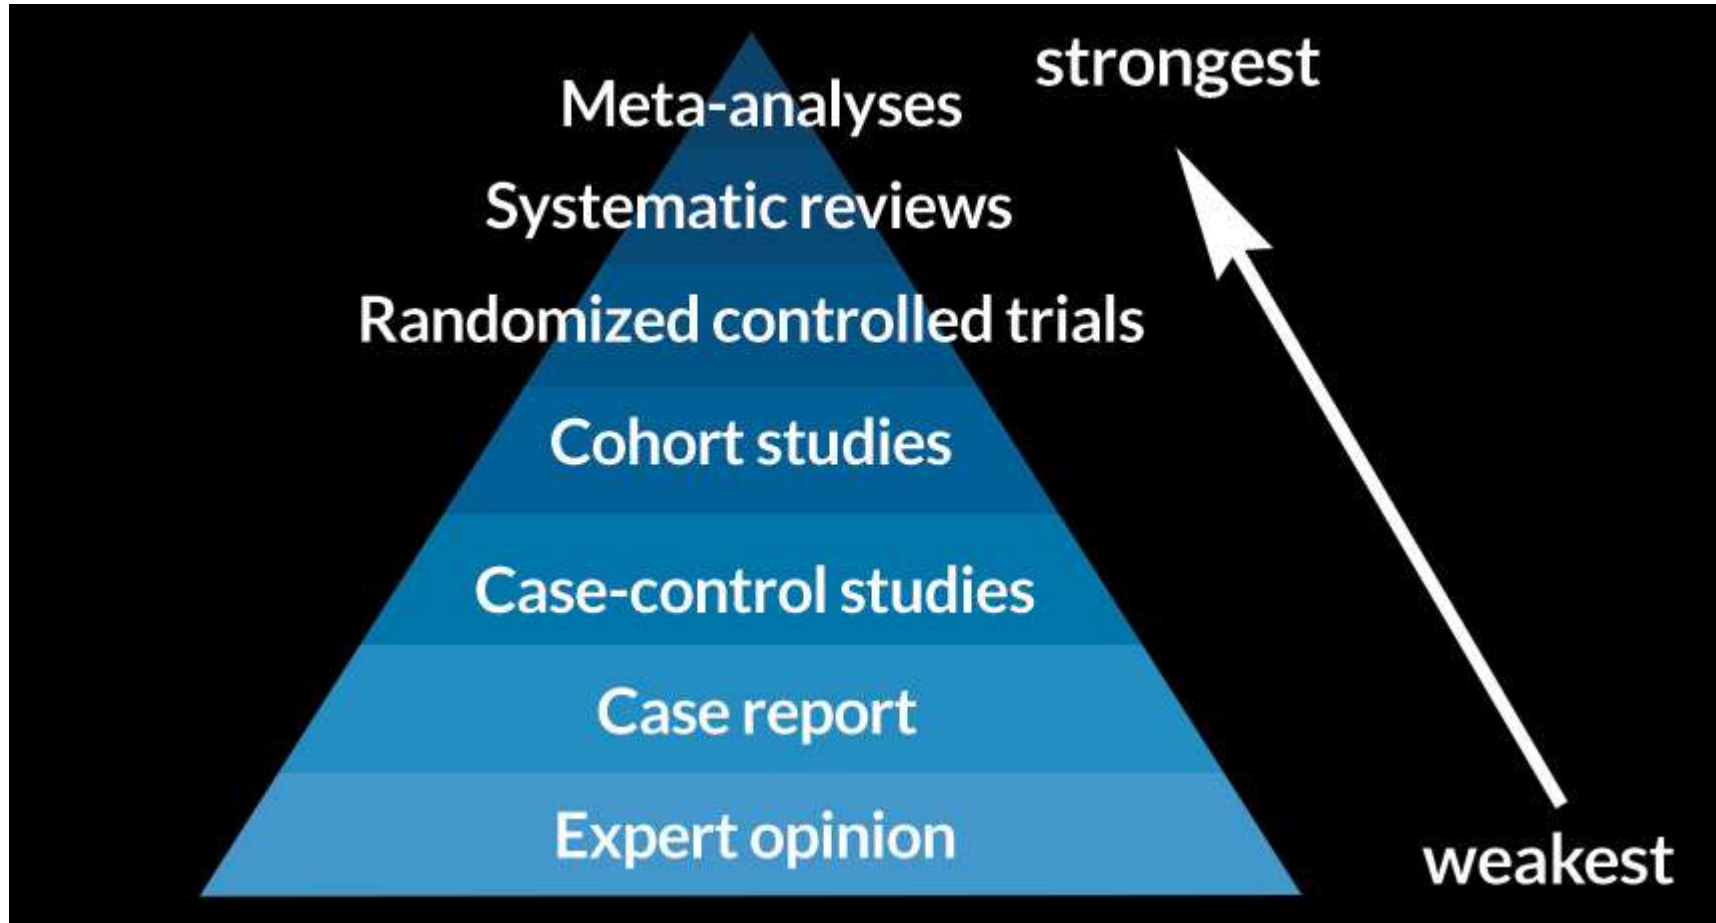 strongest
Meta-analyses
Systematic reviews
Randomized controlled trials
Cohort studies
Case-control studies
Case report
Expert opinion
weakest